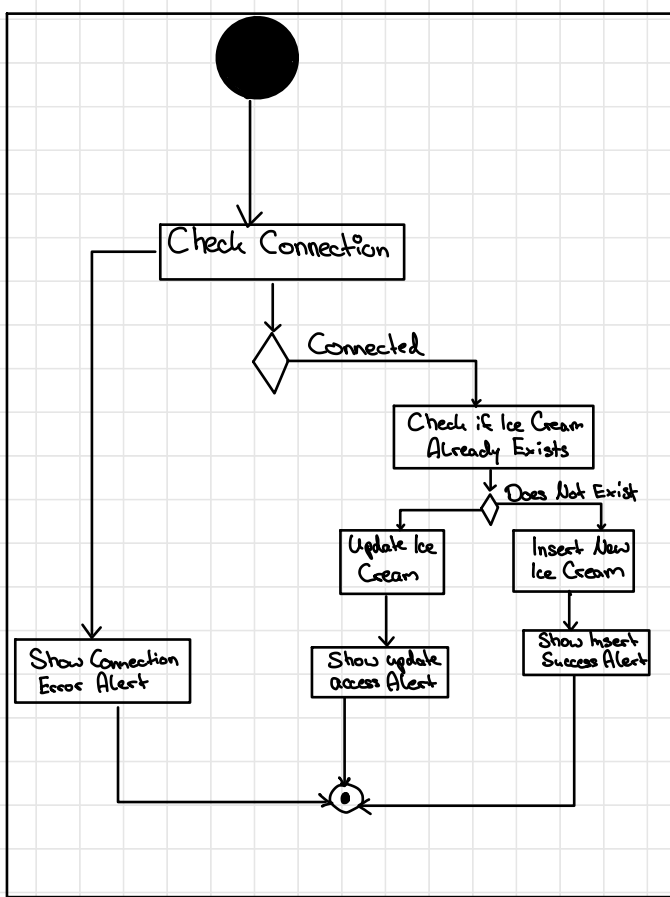 Check Connection
Connected
Check if Ice Cream
Already Exists
Does Not Exist
Update Ice
Cream
Insert New
Ice Cream
Show Connection
Error Alert
Show update
access Alert
Show Insert
Success Alert